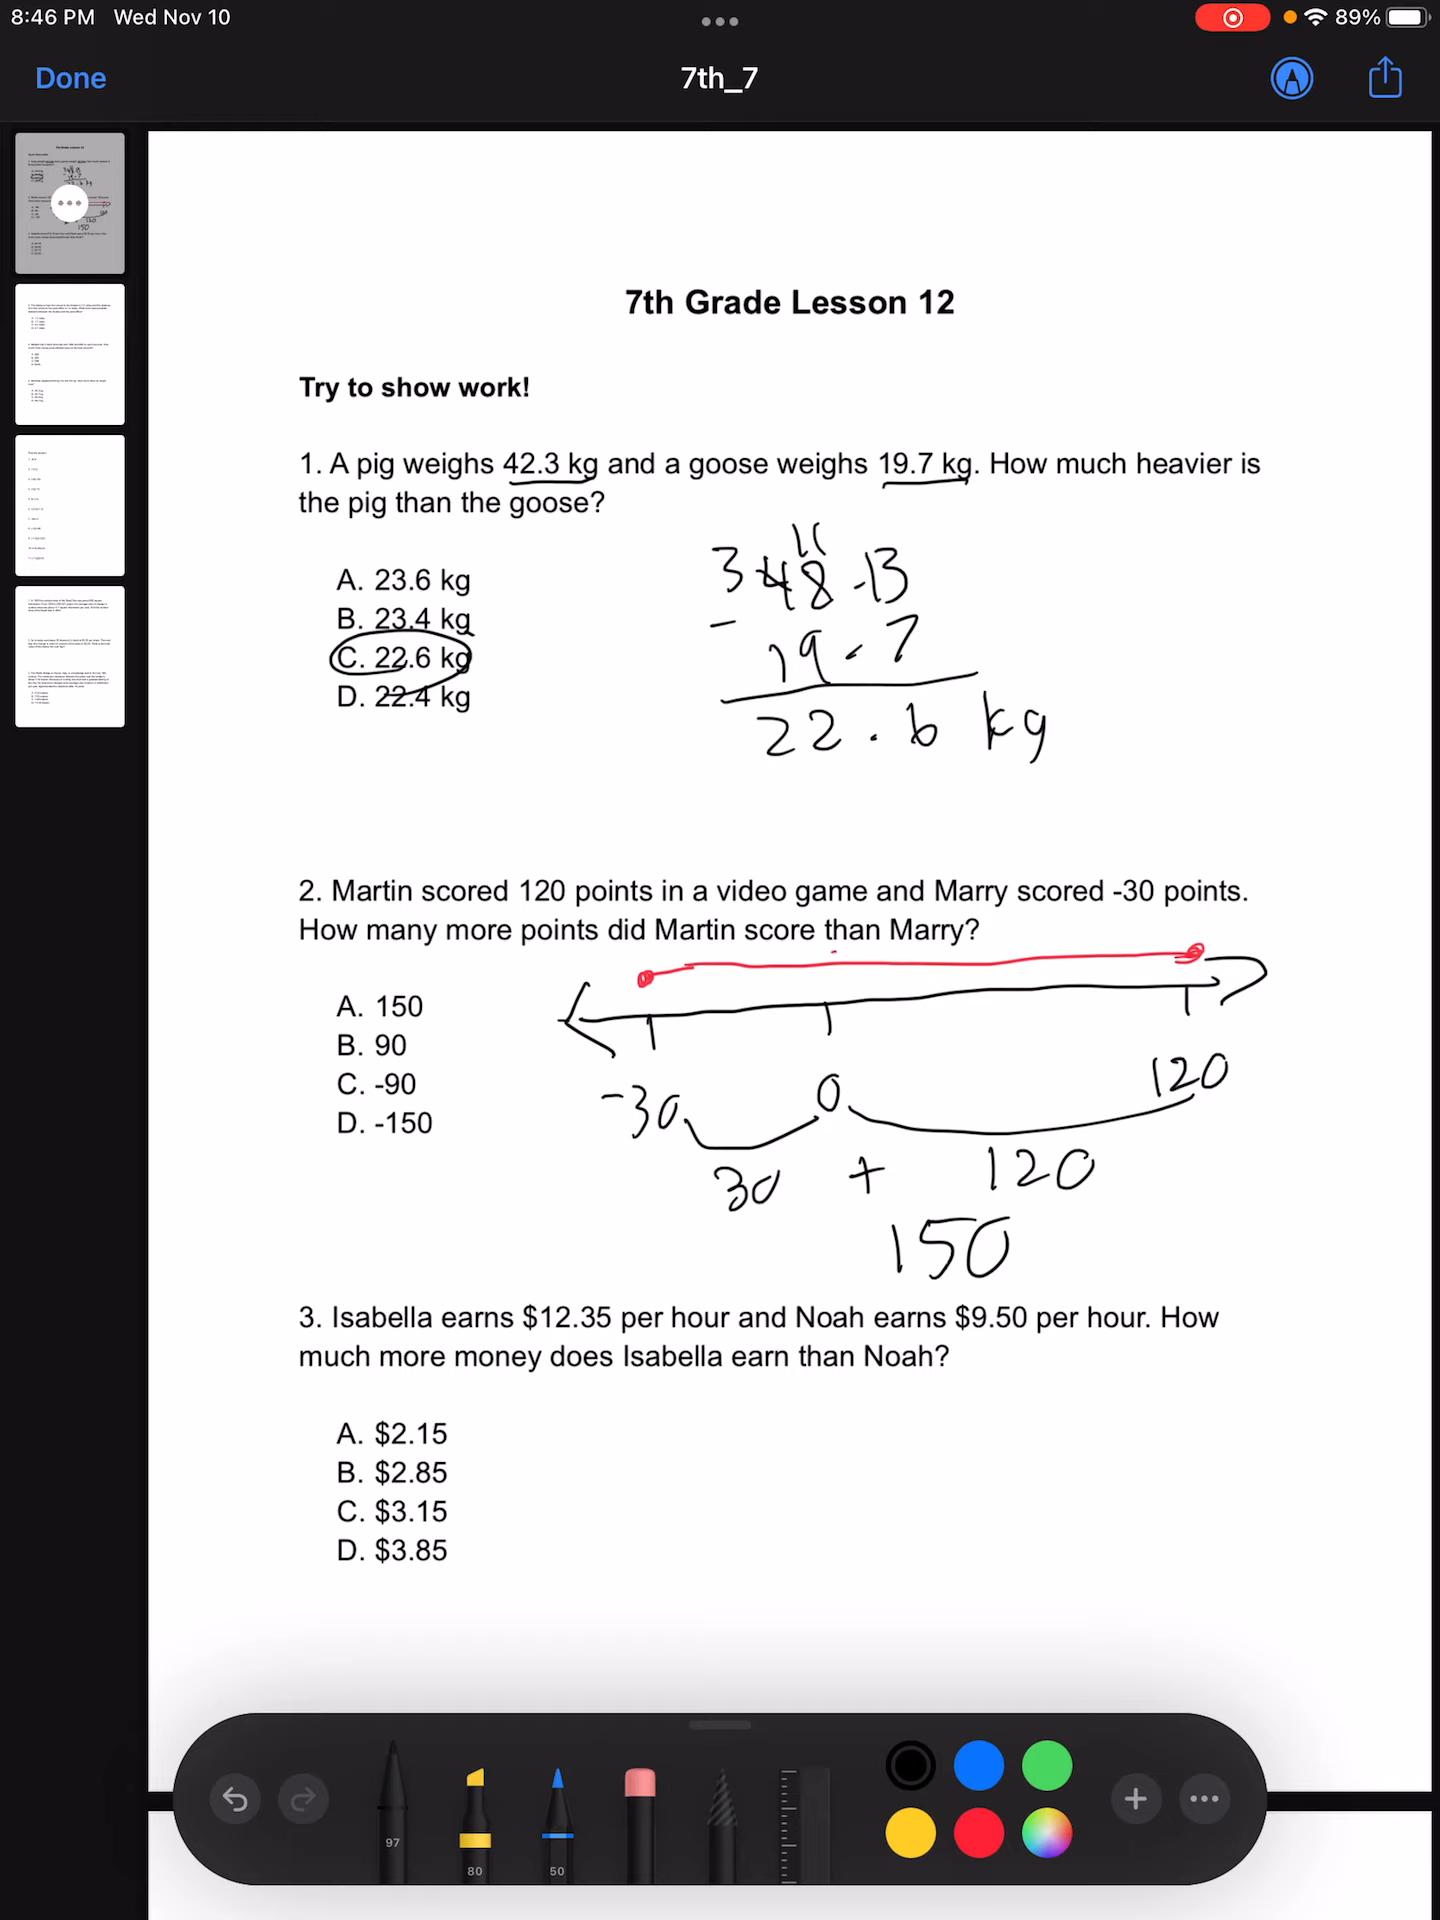 8:46 PM Wed Nov 10
89%
Done
7th_7
7th Grade Lesson 12
Try to show work!
1. A pig weighs 42.3 kg and a goose weighs 19.7 kg. How much heavier is
the pig than the goose?
A. 23.6 kg
B. 23.4 kg
C. 22.6 kg
D. 22.4 kg
11
3 13
- 19.7
22.6 kg
2. Martin scored 120 points in a video game and Marry scored -30 points.
How many more points did Martin score than Marry?
A. 150
B. 90
C. -90
D. -150
-30 0 120
30 + 120
150
3. Isabella earns $12.35 per hour and Noah earns $9.50 per hour. How
much more money does Isabella earn than Noah?
A. $2.15
B. $2.85
C. $3.15
D. $3.85
97
80
50